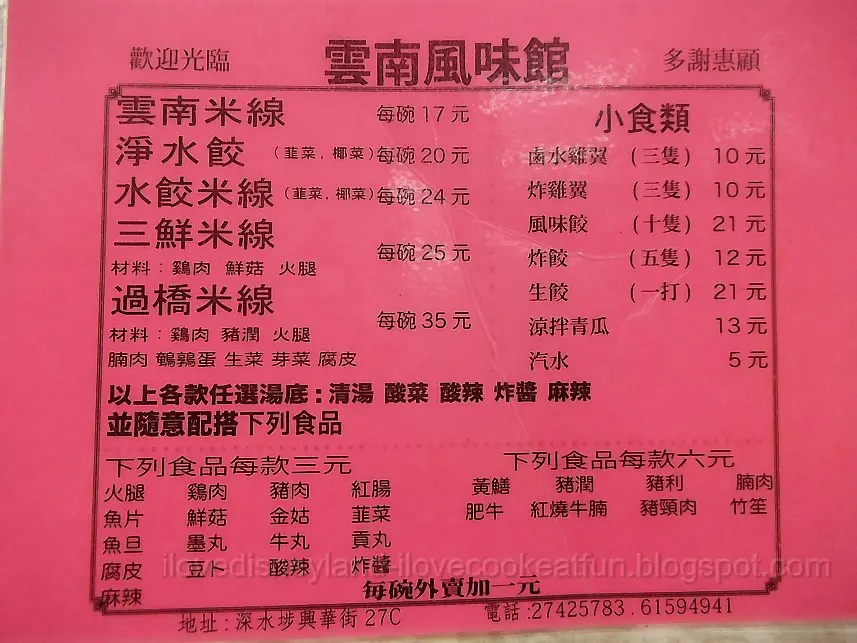 歡迎光臨 雲南風味館 多謝惠顧
雲南米線 每碗 17 元
淨水餃 (韮菜 . 椰菜) 每碗 20 元
水餃米線 (韮菜 . 椰菜) 每碗 24 元
三鮮米線 每碗 25 元
材料 : 鷄肉 鮮菇 火腿
過橋米線 每碗 35 元
材料 : 鷄肉 豬潤 火腿
腩肉 鵪鶉蛋 生菜 芽菜 腐皮
小食類
鹵水雞翼 (三隻) 10 元
炸雞翼 (三隻) 10 元
風味餃 (十隻) 21 元
炸餃 (五隻) 12 元
生餃 (一打) 21 元
涼拌青瓜 13 元
汽水 5 元
以上各款任選湯底 : 清湯 酸菜 酸辣 炸醬 麻辣
並隨意配搭下列食品
下列食品每款三元
火腿 鷄肉 豬肉 紅腸
魚片 鮮菇 金姑 韮菜
魚旦 墨丸 牛丸 貢丸
腐皮 豆卜 酸辣 炸醬
麻辣
下列食品每款六元
黃鱔 豬潤 豬利 腩肉
肥牛 紅燒牛腩 豬頸肉 竹笙
每碗外賣加一元
地址 : 深水埗興華街 27C 電話 :27425783 . 61594941
ilovedisneyland-ilovecookeatfun.blogspot.com